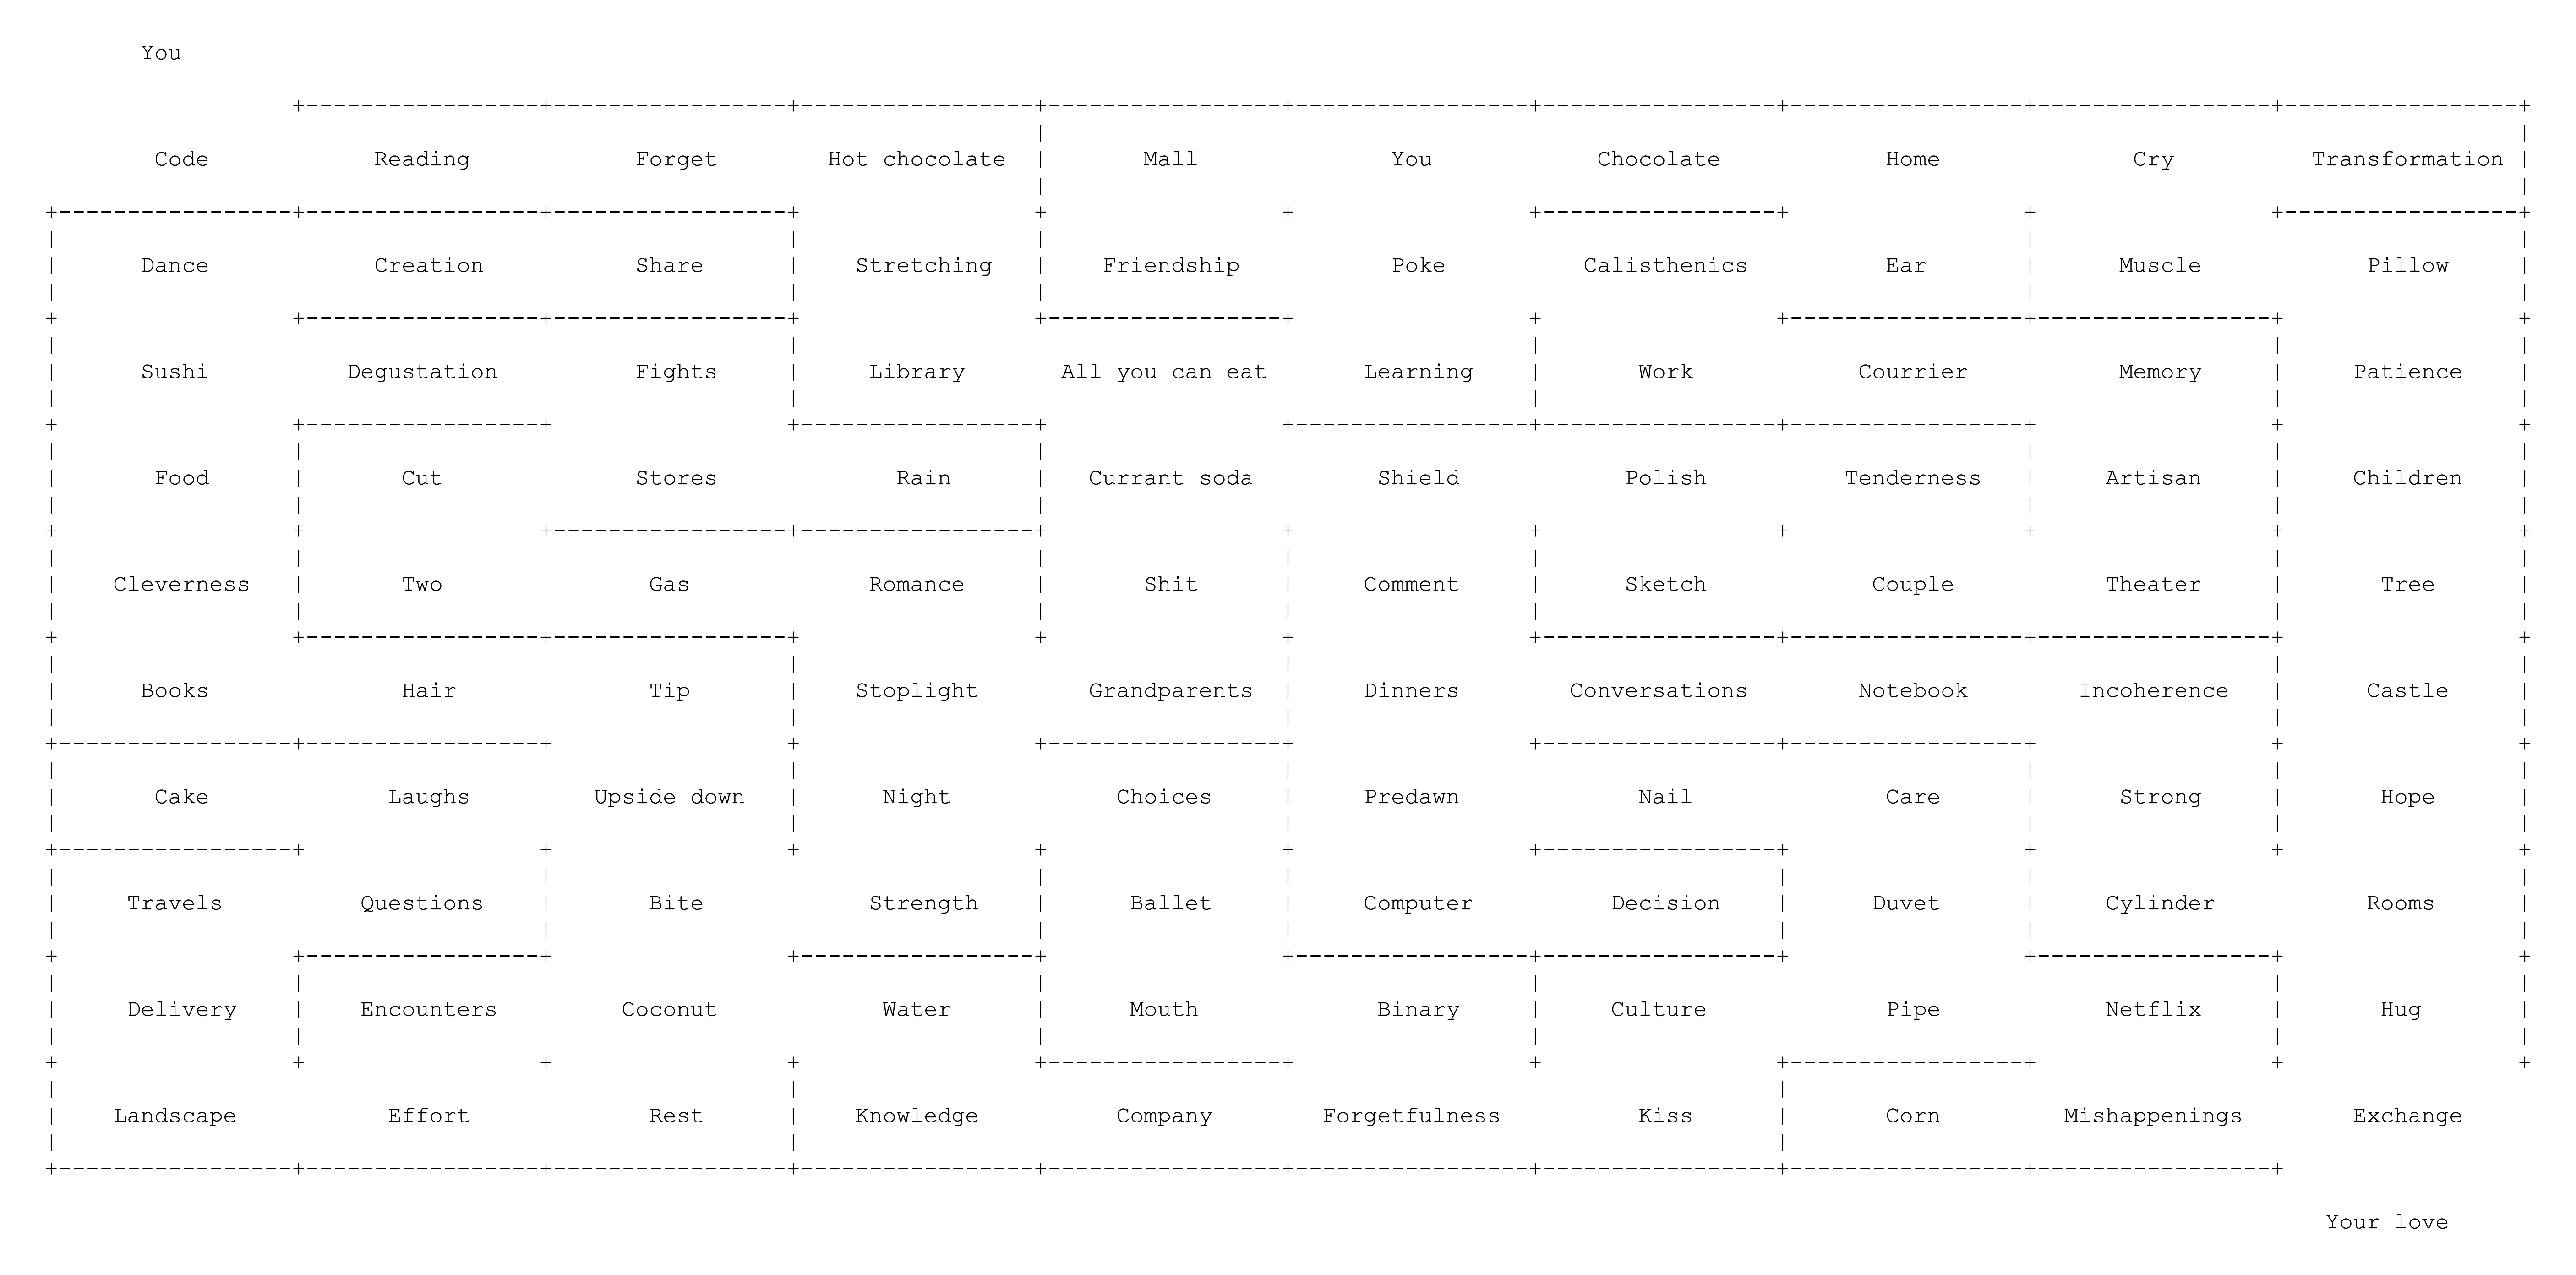 You
Code Reading Forget Hot chocolate Mall You Chocolate Home Cry Transformation
Dance Creation Share Stretching Friendship Poke Calisthenics Ear Muscle Pillow
Sushi Degustation Fights Library All you can eat Learning Work Courrier Memory Patience
Food Cut Stores Rain Currant soda Shield Polish Tenderness Artisan Children
Cleverness Two Gas Romance Shit Comment Sketch Couple Theater Tree
Books Hair Tip Stoplight Grandparents Dinners Conversations Notebook Incoherence Castle
Cake Laughs Upside down Night Choices Predawn Nail Care Strong Hope
Travels Questions Bite Strength Ballet Computer Decision Duvet Cylinder Rooms
Delivery Encounters Coconut Water Mouth Binary Culture Pipe Netflix Hug
Landscape Effort Rest Knowledge Company Forgetfulness Kiss Corn Mishappenings Exchange
Your love